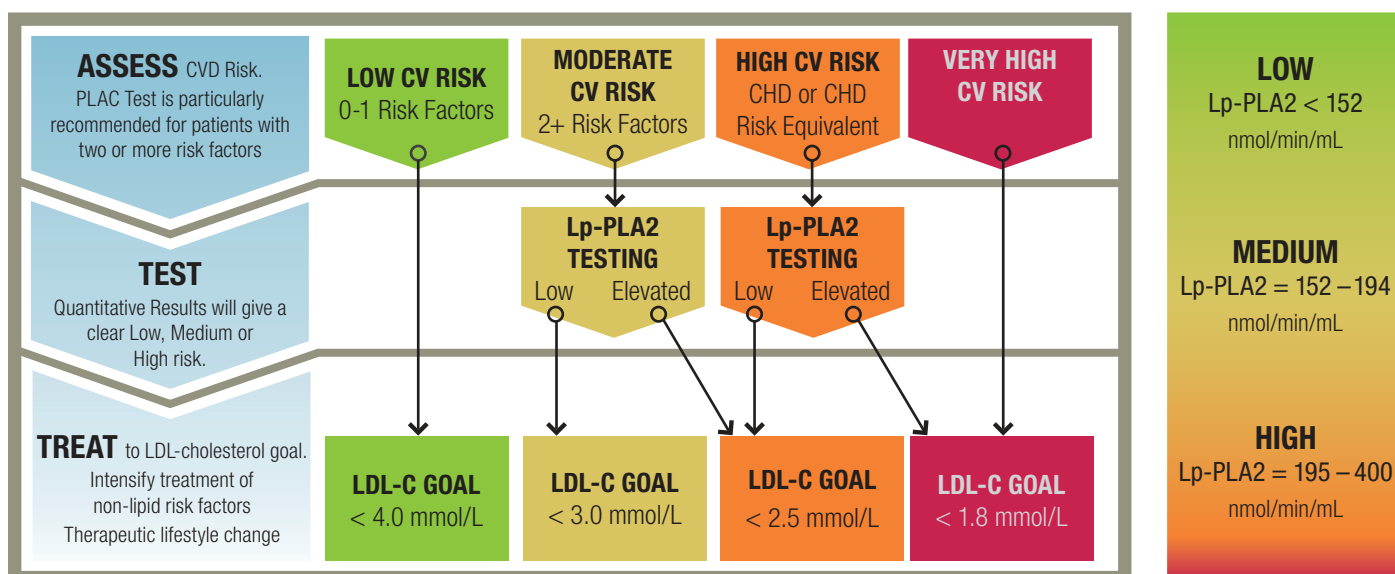 ASSESS CVD Risk.
PLAC Test is particularly
recommended for patients with
two or more risk factors
LOW CV RISK
0-1 Risk Factors
MODERATE
CV RISK
2+ Risk Factors
HIGH CV RISK
CHD or CHD
Risk Equivalent
VERY HIGH
CV RISK
TEST
Quantitative Results will give a
clear Low, Medium or
High risk.
Lp-PLA2
TESTING
Low Elevated
Lp-PLA2
TESTING
Low Elevated
TREAT to LDL-cholesterol goal.
Intensify treatment of
non-lipid risk factors
Therapeutic lifestyle change
LDL-C GOAL
< 4.0 mmol/L
LDL-C GOAL
< 3.0 mmol/L
LDL-C GOAL
< 2.5 mmol/L
LDL-C GOAL
< 1.8 mmol/L
LOW
Lp-PLA2 < 152
nmol/min/mL
MEDIUM
Lp-PLA2 = 152 – 194
nmol/min/mL
HIGH
Lp-PLA2 = 195 – 400
nmol/min/mL